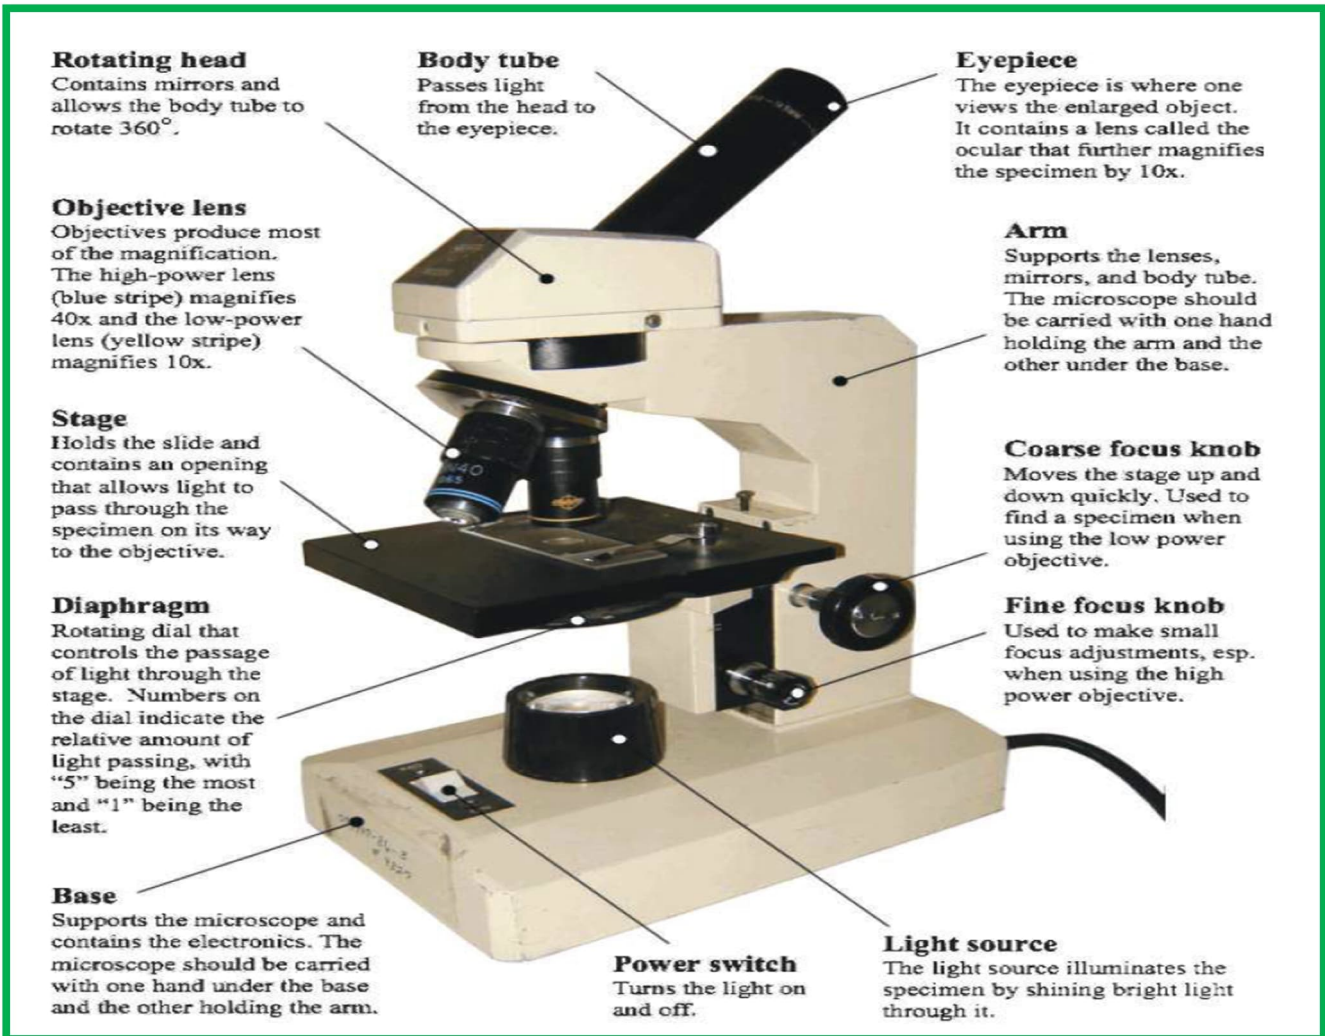 Rotating head
Contains mirrors and
allows the body tube to
rotate 360°.
Body tube
Passes light
from the head to
the eyepiece.
Eyepiece
The eyepiece is where one
views the enlarged object.
It contains a lens called the
ocular that further magnifies
the specimen by 10x.
Objective lens
Objectives produce most
of the magnification.
The high-power lens
(blue stripe) magnifies
40x and the low-power
lens (yellow stripe)
magnifies 10x.
Arm
Supports the lenses,
mirrors, and body tube.
The microscope should
be carried with one hand
holding the arm and the
other under the base.
Stage
Holds the slide and
contains an opening
that allows light to
pass through the
specimen on its way
to the objective.
40
Coarse focus knob
Moves the stage up and
down quickly. Used to
find a specimen when
using the low power
objective.
Diaphragm
Rotating dial that
controls the passage
of light through the
stage. Numbers on
the dial indicate the
relative amount of
light passing, with
“5” being the most
and “1” being the
least.
Fine focus knob
Used to make small
focus adjustments, esp.
when using the high
power objective.
Base
Supports the microscope and
contains the electronics. The
microscope should be carried
with one hand under the base
and the other holding the arm.
Power switch
Turns the light on
and off.
Light source
The light source illuminates the
specimen by shining bright light
through it.